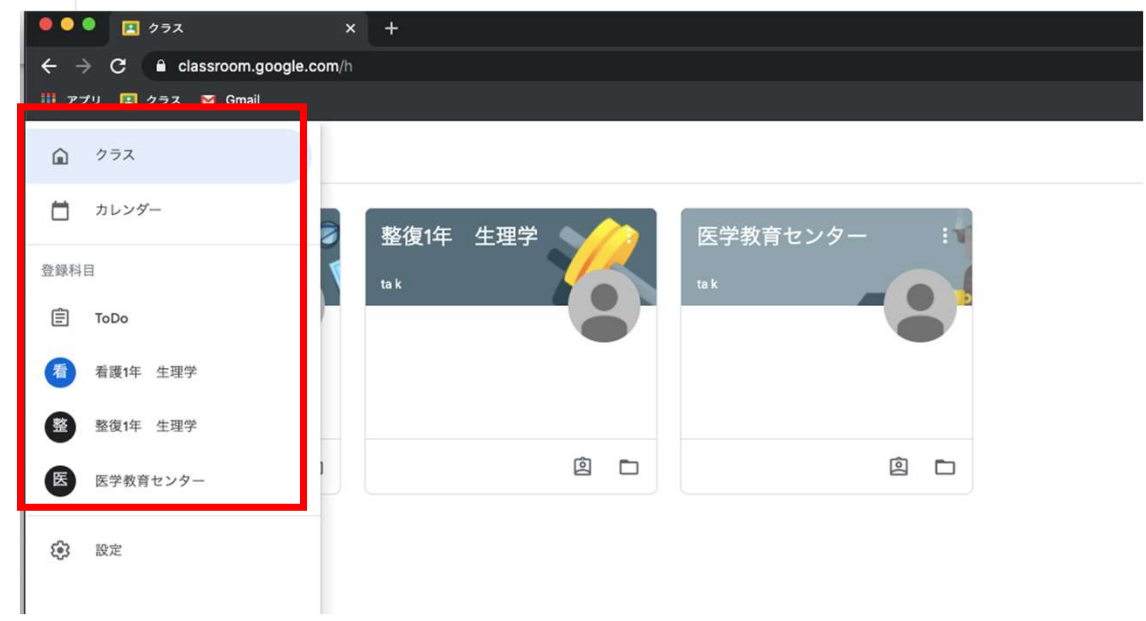 クラス
classroom.google.com/h
アプリ クラス Gmail
クラス
カレンダー
登録科目
ToDo
看 看護1年　生理学
整 整復1年　生理学
医 医学教育センター
設定
整復1年　生理学
ta k
医学教育センター
ta k